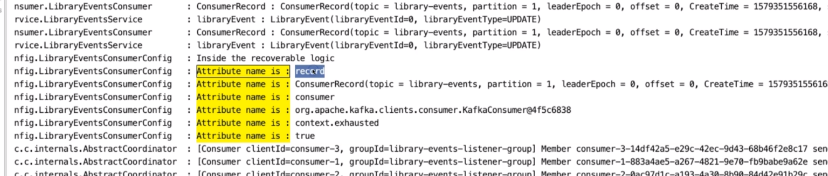 nsumer.LibraryEventsConsumer : ConsumerRecord : ConsumerRecord(topic = library-events, partition = 1, leaderEpoch = 0, offset = 0, CreateTime = 1579351556168,
rvice.LibraryEventsService : libraryEvent : LibraryEvent(libraryEventId=0, libraryEventType=UPDATE)
nsumer.LibraryEventsConsumer : ConsumerRecord : ConsumerRecord(topic = library-events, partition = 1, leaderEpoch = 0, offset = 0, CreateTime = 1579351556168,
rvice.LibraryEventsService : libraryEvent : LibraryEvent(libraryEventId=0, libraryEventType=UPDATE)
nfig.LibraryEventsConsumerConfig : Inside the recoverable logic
nfig.LibraryEventsConsumerConfig : Attribute name is : record
nfig.LibraryEventsConsumerConfig : Attribute name is : ConsumerRecord(topic = library-events, partition = 1, leaderEpoch = 0, offset = 0, CreateTime = 157935155616
nfig.LibraryEventsConsumerConfig : Attribute name is : consumer
nfig.LibraryEventsConsumerConfig : Attribute name is : org.apache.kafka.clients.consumer.KafkaConsumer@4f5c6838
nfig.LibraryEventsConsumerConfig : Attribute name is : context.exhausted
nfig.LibraryEventsConsumerConfig : Attribute name is : true
c.c.internals.AbstractCoordinator : [Consumer clientId=consumer-3, groupId=library-events-listener-group] Member consumer-3-14df42a5-e29c-42ec-9d43-68b46f2e8c17 sen
c.c.internals.AbstractCoordinator : [Consumer clientId=consumer-1, groupId=library-events-listener-group] Member consumer-1-883a4ae5-a267-4821-9e70-fb9babe9a62e sen
c.c.internals.AbstractCoordinator : [Consumer clientId=consumer-2, groupId=library-events-listener-group] Member